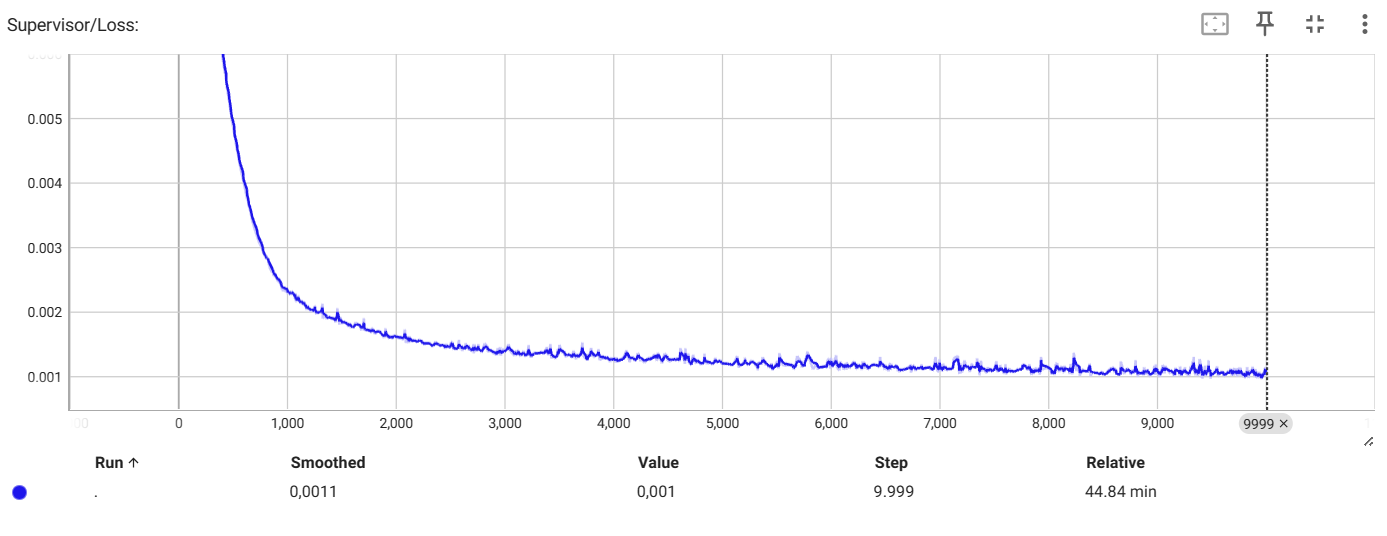 Supervisor/Loss:
0.005
0.004
0.003
0.002
0.001
0 1,000 2,000 3,000 4,000 5,000 6,000 7,000 8,000 9,000 9999 ×
Run ↑ Smoothed Value Step Relative
. 0,0011 0,001 9.999 44.84 min